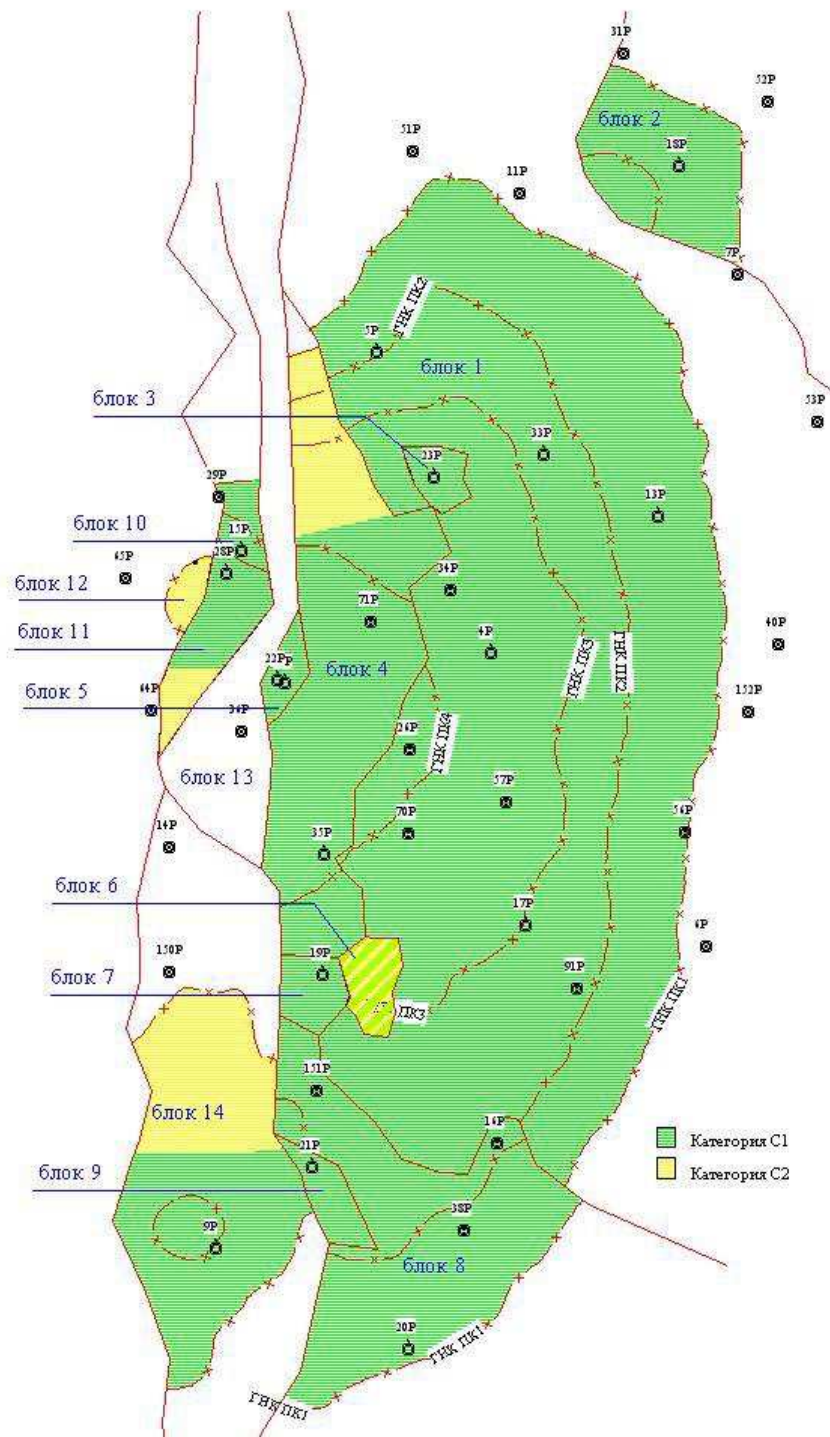 31Р
52Р
блок 2
51Р
18Р
11Р
7Р
ГНК ПК2
5Р
блок 1
блок 3
53Р
33Р
23Р
29Р
13Р
блок 10
15Р
28Р
45Р
34Р
блок 12
71Р
40Р
4Р
блок 11
ГНК ПК3
ГНК ПК2
22Р
Р
блок 4
блок 5
64Р
152Р
36Р
26Р
ГНК ПК4
блок 13
57Р
70Р
56Р
14Р
35Р
блок 6
17Р
6Р
150Р
19Р
91Р
блок 7
ГНК ПК1
ПК3
151Р
блок 14
16Р
Категория С1
21Р
Категория С2
блок 9
9Р
38Р
блок 8
20Р
ГНК ПК1
ГНК ПК1